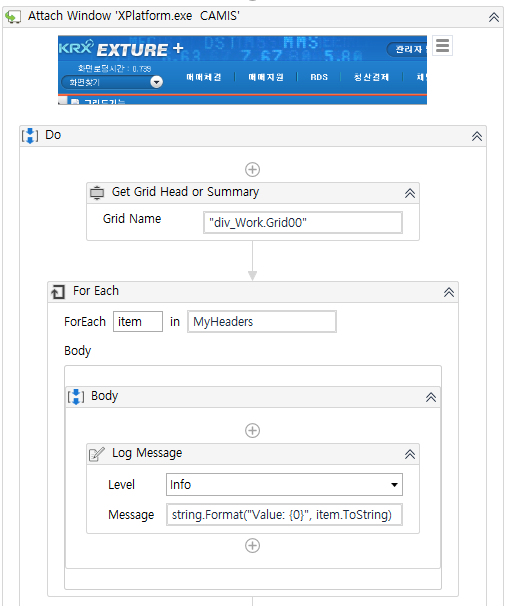 Attach Window 'XPlatform.exe  CAMIS'
KRX EXTURE +
관리자
화면로딩시간 : 0.739
화면찾기
매매체결
매매지원
RDS
청산결제
그리드기능
Do
Get Grid Head or Summary
Grid Name
"div_Work.Grid00"
For Each
ForEach item in MyHeaders
Body
Body
Log Message
Level
Info
Message
string.Format("Value: {0}", item.ToString)